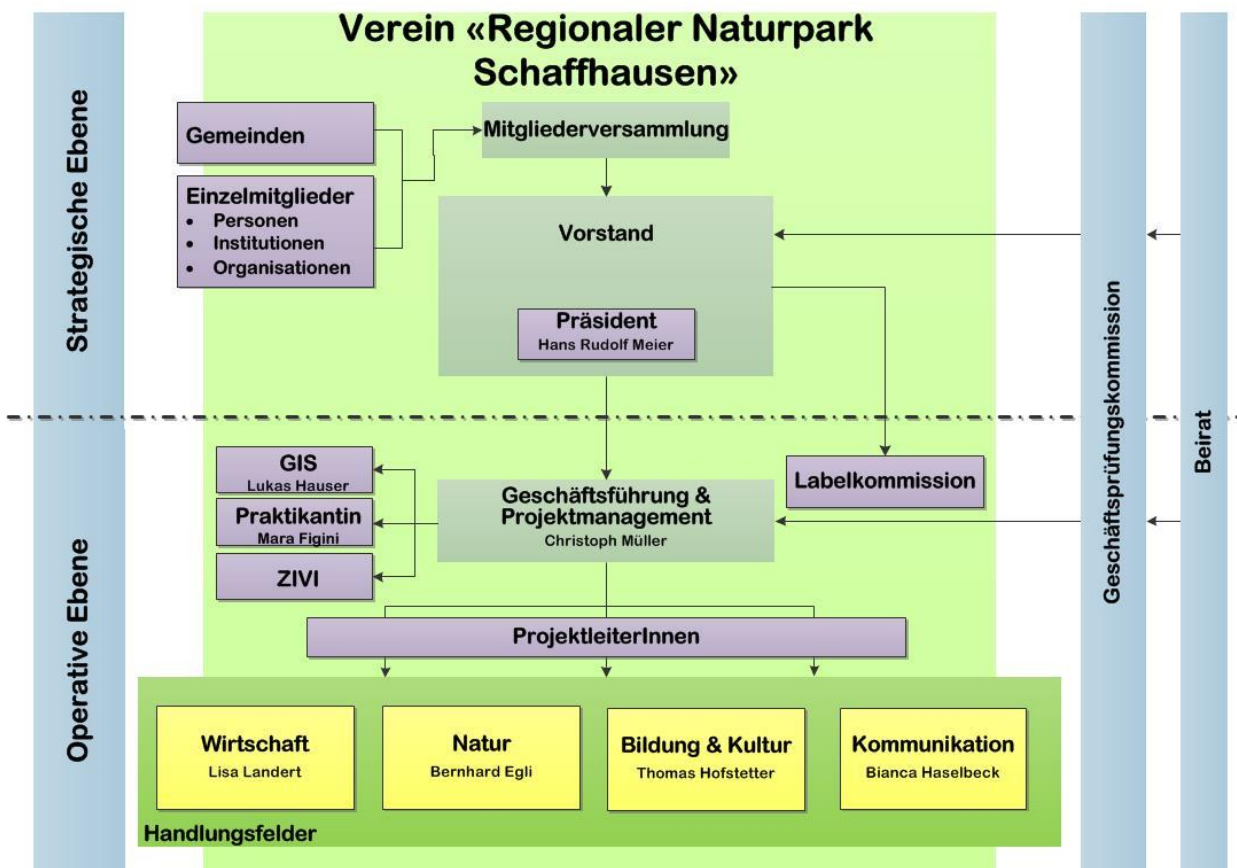 Verein «Regionaler Naturpark
Schaffhausen»
Strategische Ebene
Gemeinden
Mitgliederversammlung
Einzelmitglieder
• Personen
• Institutionen
• Organisationen
Vorstand
Präsident
Hans Rudolf Meier
Geschäftsprüfungskommission
Beirat
Operative Ebene
GIS
Lukas Hauser
Praktikantin
Mara Figini
ZIVI
Geschäftsführung &
Projektmanagement
Christoph Müller
Labelkommission
ProjektleiterInnen
Wirtschaft
Lisa Landert
Natur
Bernhard Egli
Bildung & Kultur
Thomas Hofstetter
Kommunikation
Bianca Haselbeck
Handlungsfelder